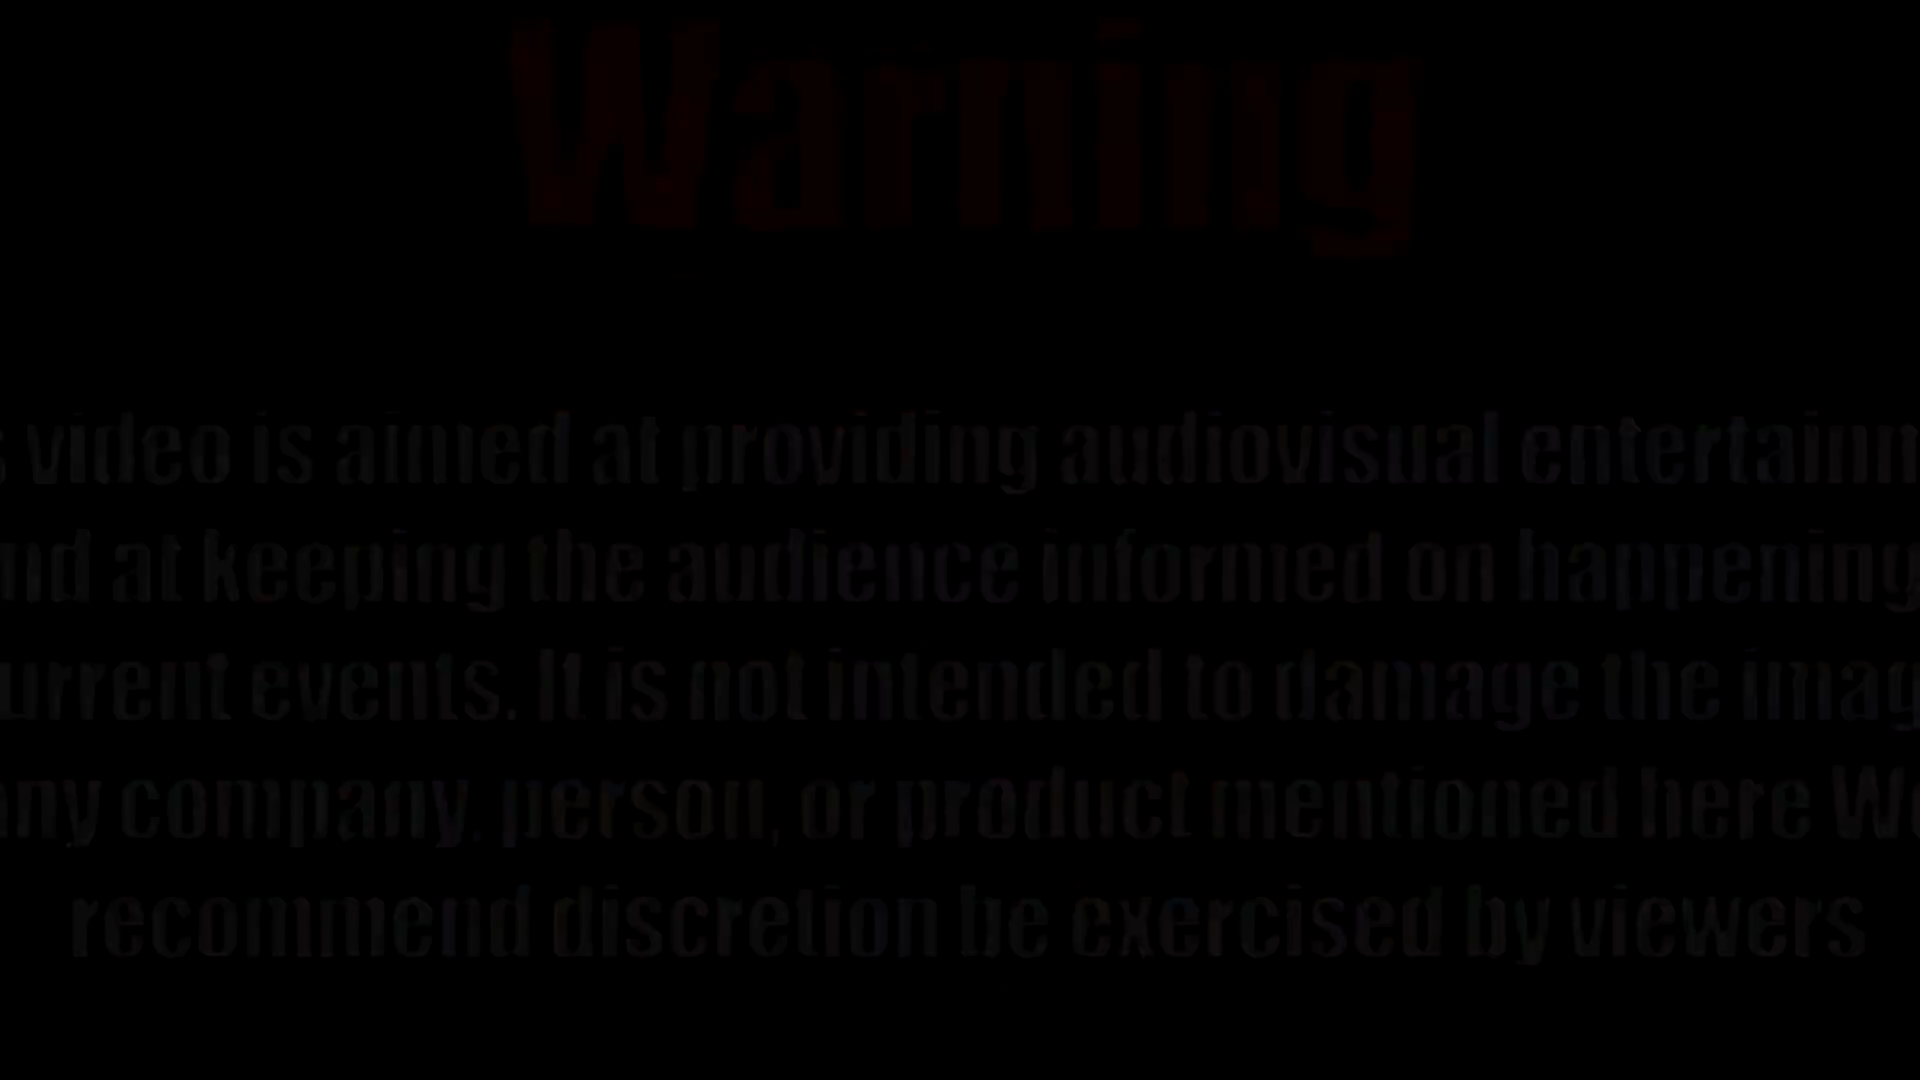 Warning
s video is aimed at providing audiovisual entertainm
nd at keeping the audience informed on happening
urrent events. It is not intended to damage the imag
ny company, person, or product mentioned here We
recommend discretion be exercised by viewers